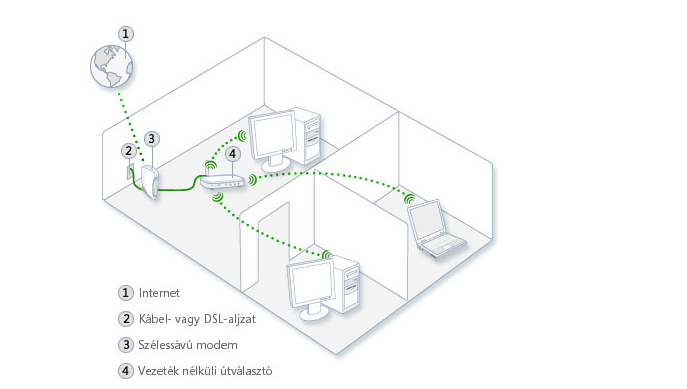 1
3
2
4
1 Internet
2 Kábel- vagy DSL-aljzat
3 Szélessávú modem
4 Vezeték nélküli útválasztó